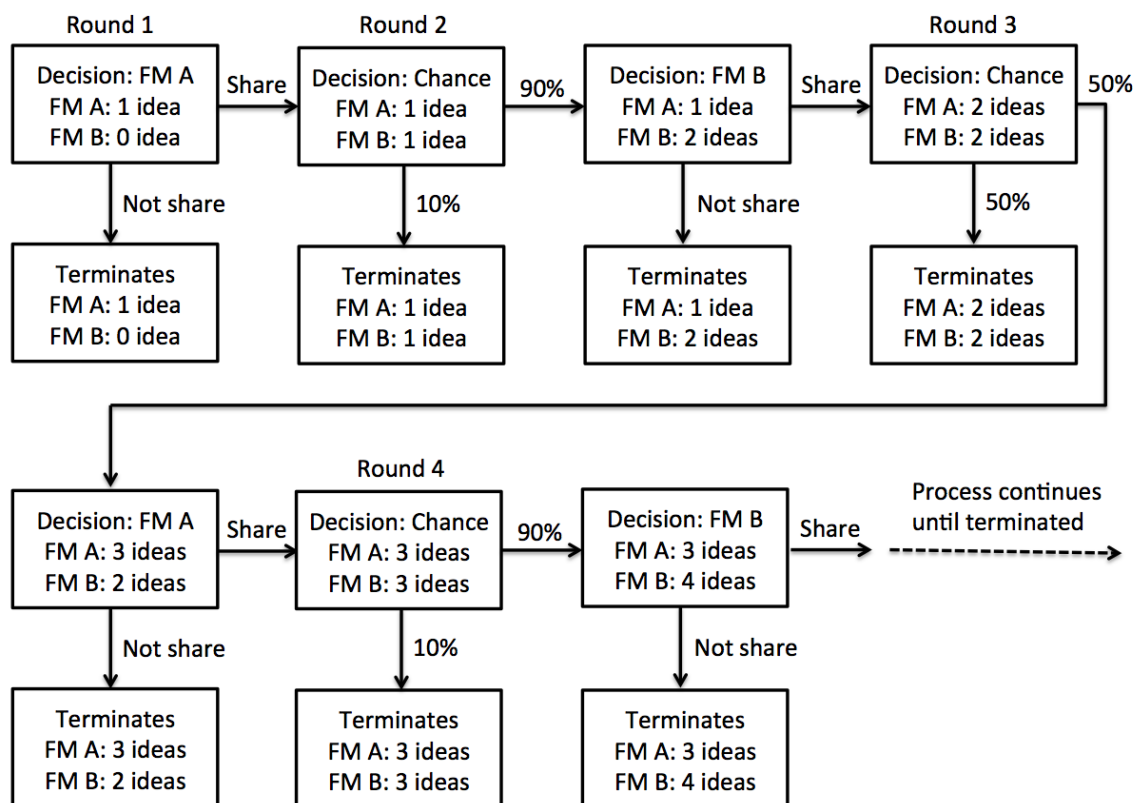 Round 1
Round 2
Round 3
Decision: FM A
FM A: 1 idea
FM B: 0 idea
Share
Decision: Chance
FM A: 1 idea
FM B: 1 idea
90%
Decision: FM B
FM A: 1 idea
FM B: 2 ideas
Share
Decision: Chance
FM A: 2 ideas
FM B: 2 ideas
50%
Not share
10%
Not share
50%
Terminates
FM A: 1 idea
FM B: 0 idea
Terminates
FM A: 1 idea
FM B: 1 idea
Terminates
FM A: 1 idea
FM B: 2 ideas
Terminates
FM A: 2 ideas
FM B: 2 ideas
Round 4
Decision: FM A
FM A: 3 ideas
FM B: 2 ideas
Share
Decision: Chance
FM A: 3 ideas
FM B: 3 ideas
90%
Decision: FM B
FM A: 3 ideas
FM B: 4 ideas
Share
Process continues
until terminated
Not share
10%
Not share
Terminates
FM A: 3 ideas
FM B: 2 ideas
Terminates
FM A: 3 ideas
FM B: 3 ideas
Terminates
FM A: 3 ideas
FM B: 4 ideas